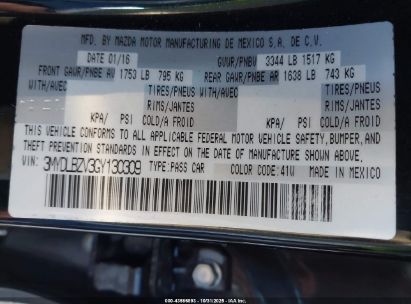 MFD. BY MAZDA MOTOR MANUFACTURING DE MEXICO S.A. DE C.V.
DATE 01/16 GVWR/PNBV 3344 LB 1517 KG
FRONT GAWR/PNBE AV 1753 LB 795 KG REAR GAWR/PNBE AR 1638 LB 743 KG
WITH/AVEC TIRES/PNEUS WITH/AVEC TIRES/PNEUS
RIMS/JANTES RIMS/JANTES
KPA/ PSI COLD/A FROID KPA/ PSI COLD/A FROID
THIS VEHICLE CONFORMS TO ALL APPLICABLE FEDERAL MOTOR VEHICLE SAFETY, BUMPER, AND
THEFT PREVENTION STANDARDS IN EFFECT ON THE DATE OF MANUFACTURE SHOWN ABOVE.
VIN: 3MYDLBZV3GY130309 TYPE: PASS CAR COLOR CODE: 41W MADE IN MEXICO
000-43566893 - 10/31/2025 - IAA Inc.